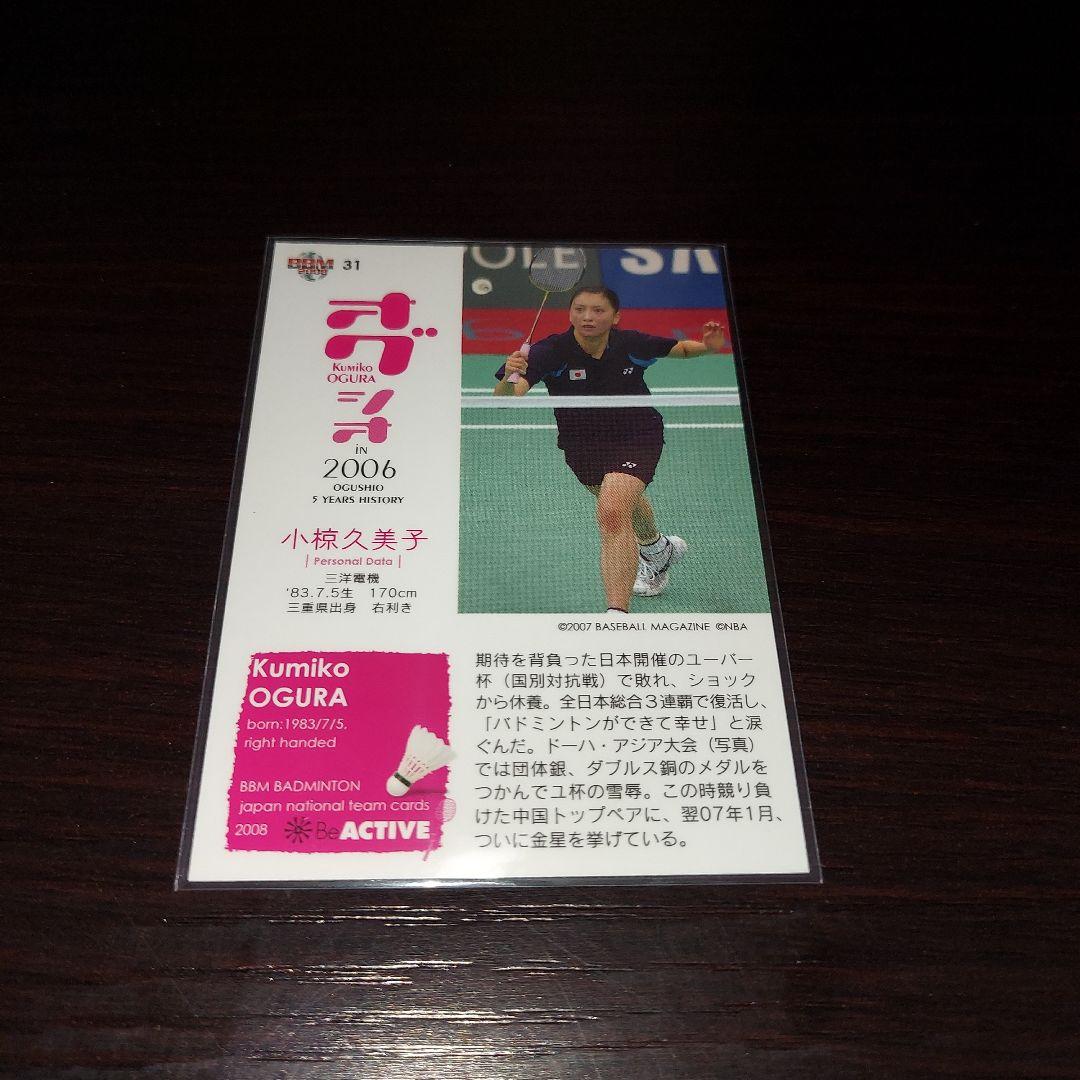 BBM
2008
31
オグ
Kumiko
OGURA
シオ
in
2006
OGUSHIO
5 YEARS HISTORY
小椋久美子
| Personal Data |
三洋電機
'83.7.5生 170cm
三重県出身 右利き
©2007 BASEBALL MAGAZINE ©NBA
Kumiko
OGURA
born:1983/7/5.
right handed
BBM BADMINTON
japan national team cards
2008
BeACTIVE
期待を背負った日本開催のユーバー
杯(国別対抗戦)で敗れ、ショック
から休養。全日本総合3連覇で復活し、
「バドミントンができて幸せ」と涙
ぐんだ。ドーハ・アジア大会(写真)
では団体銀、ダブルス銅のメダルを
つかんでユ杯の雪辱。この時競り負
けた中国トップペアに、翌07年1月、
ついに金星を挙げている。